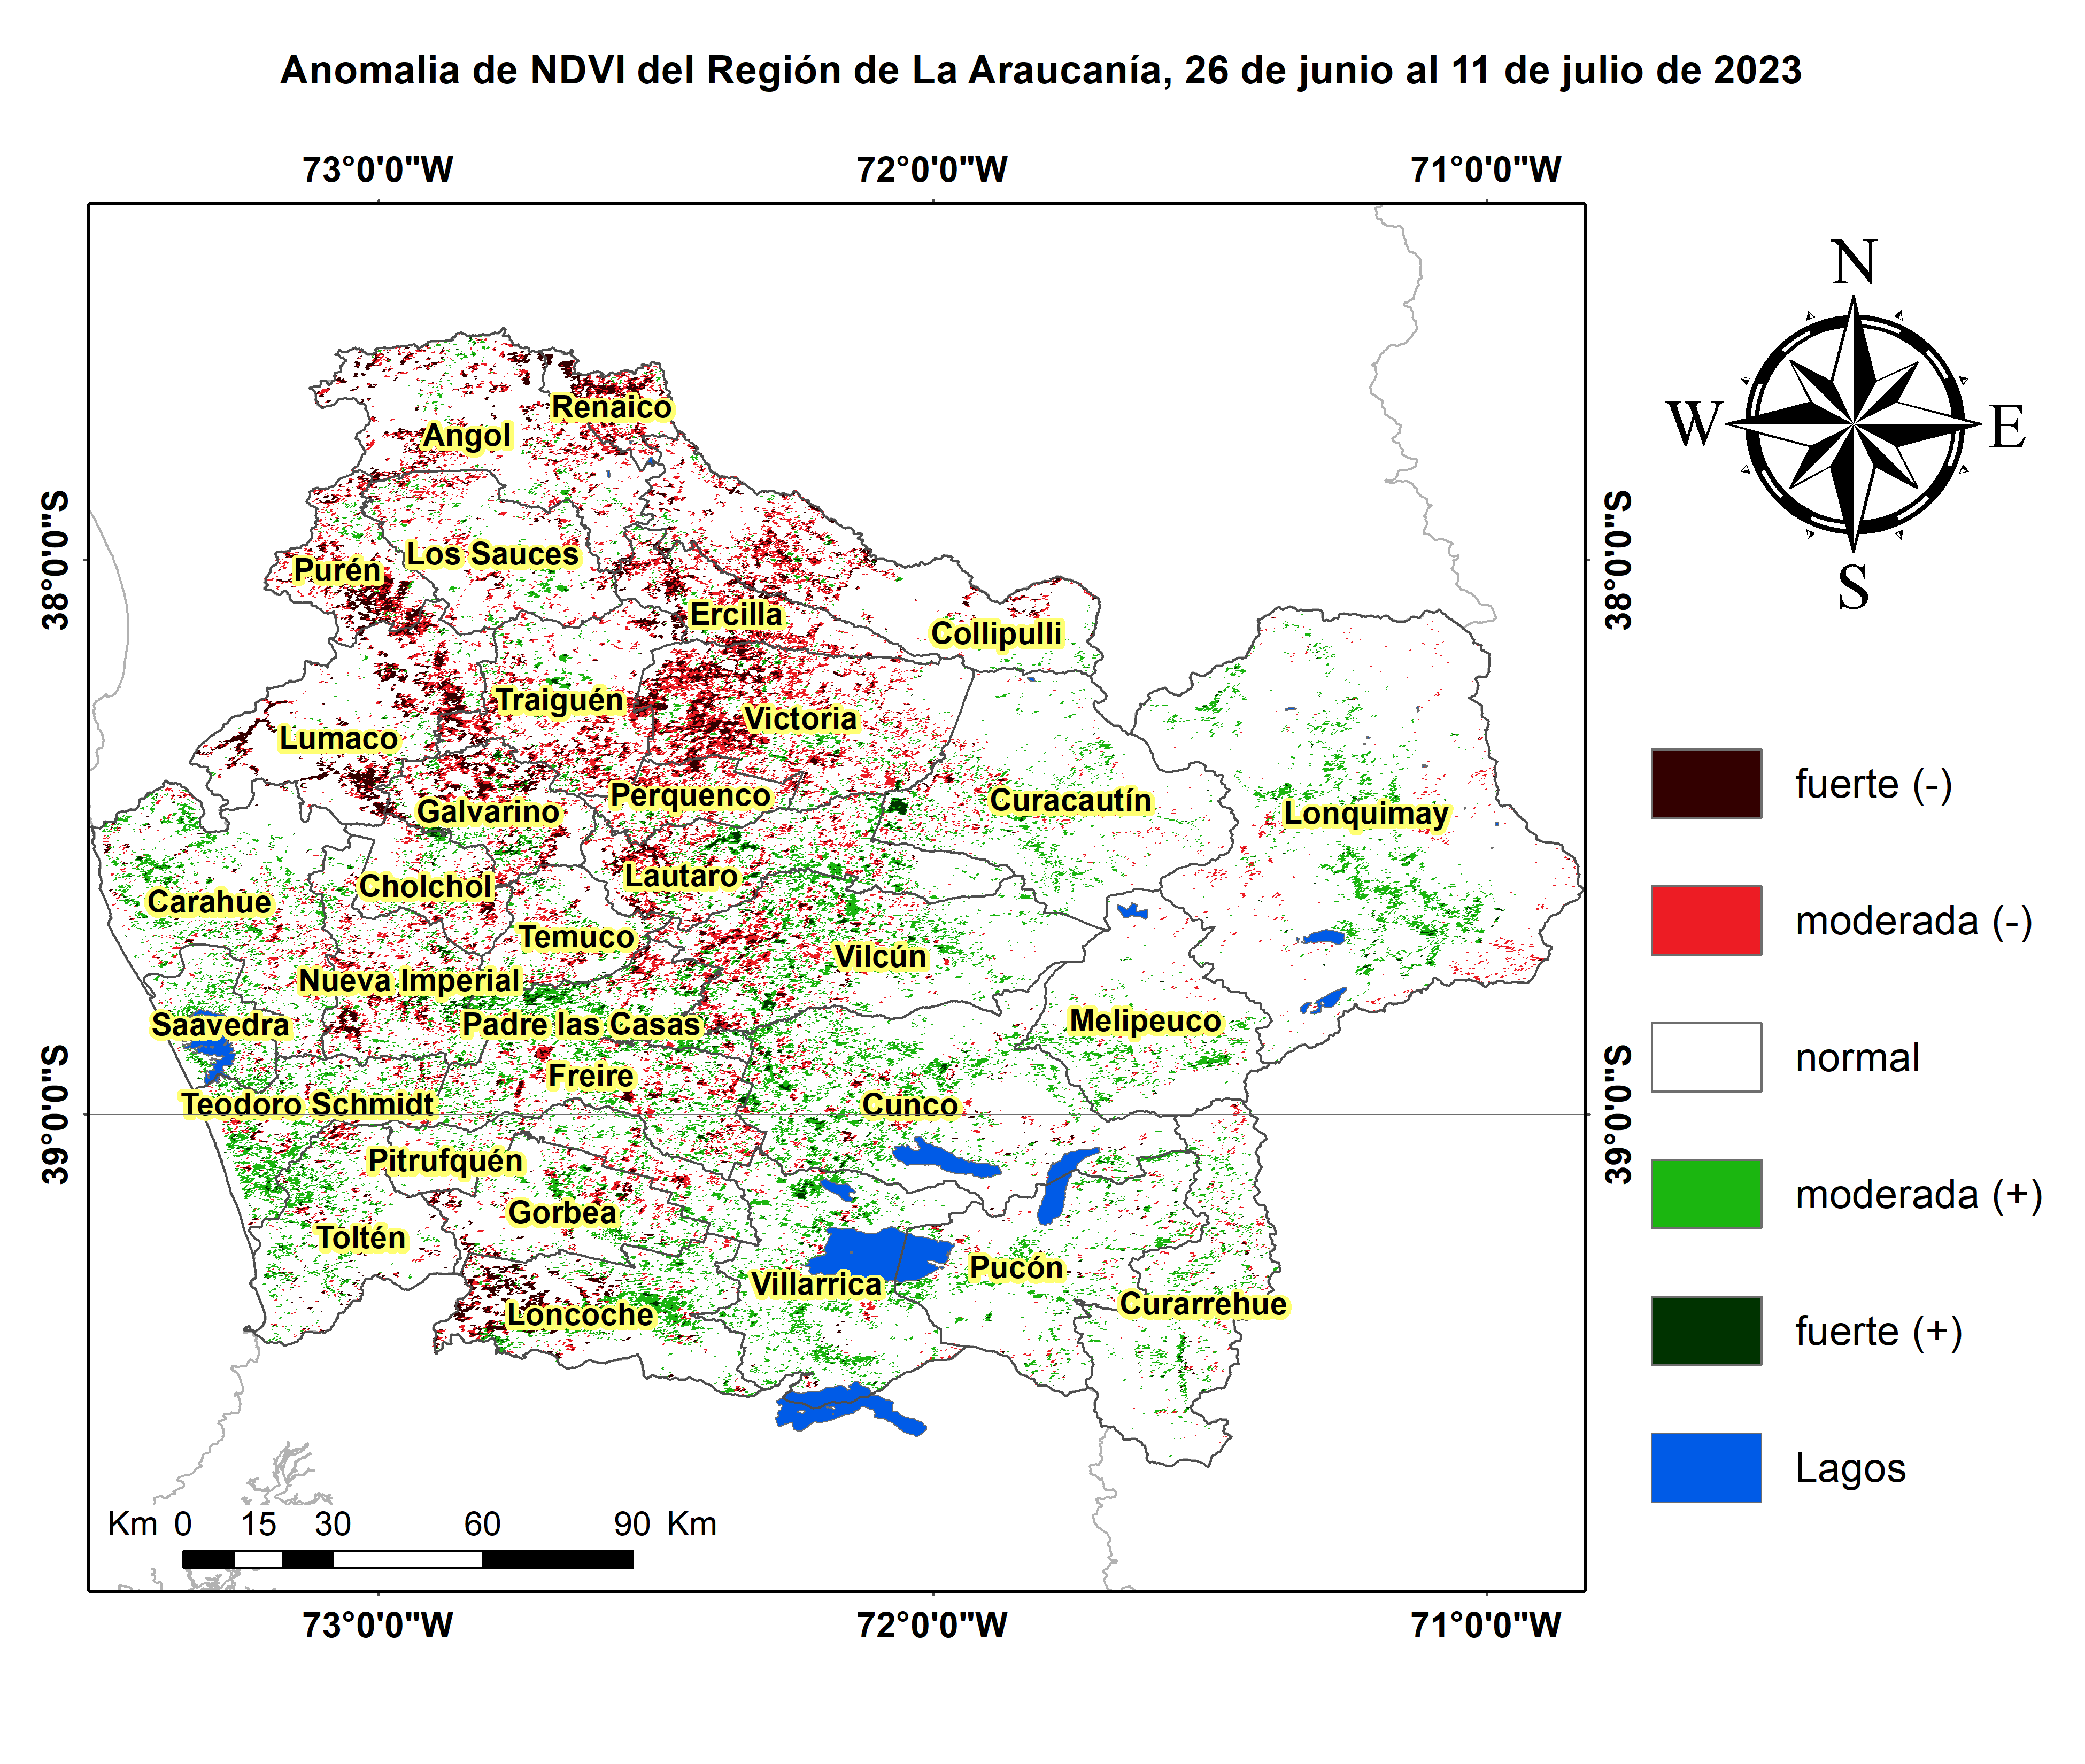 Anomalia de NDVI del Región de La Araucanía, 26 de junio al 11 de julio de 2023
73°0'0"W
72°0'0"W
71°0'0"W
N
W
E
S
38°0'0"S
38°0'0"S
39°0'0"S
39°0'0"S
Renaico
Angol
Los Sauces
Purén
Ercilla
Collipulli
Traiguén
Victoria
Lumaco
Perquenco
Curacautín
Galvarino
Lonquimay
Lautaro
Cholchol
Carahue
Temuco
Vilcún
Nueva Imperial
Saavedra
Padre las Casas
Melipeuco
Freire
Teodoro Schmidt
Cunco
Pitrufquén
Gorbea
Toltén
Pucón
Villarrica
Curarrehue
Loncoche
fuerte (-)
moderada (-)
normal
moderada (+)
fuerte (+)
Lagos
Km 0 15 30 60 90 Km
73°0'0"W
72°0'0"W
71°0'0"W